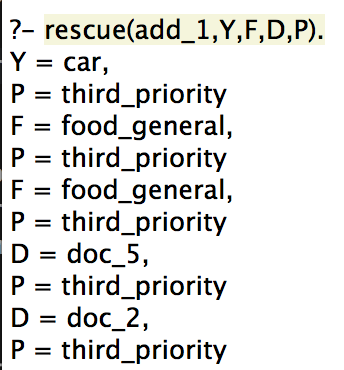 ?- rescue(add_1,Y,F,D,P).
Y = car,
P = third_priority
F = food_general,
P = third_priority
F = food_general,
P = third_priority
D = doc_5,
P = third_priority
D = doc_2,
P = third_priority